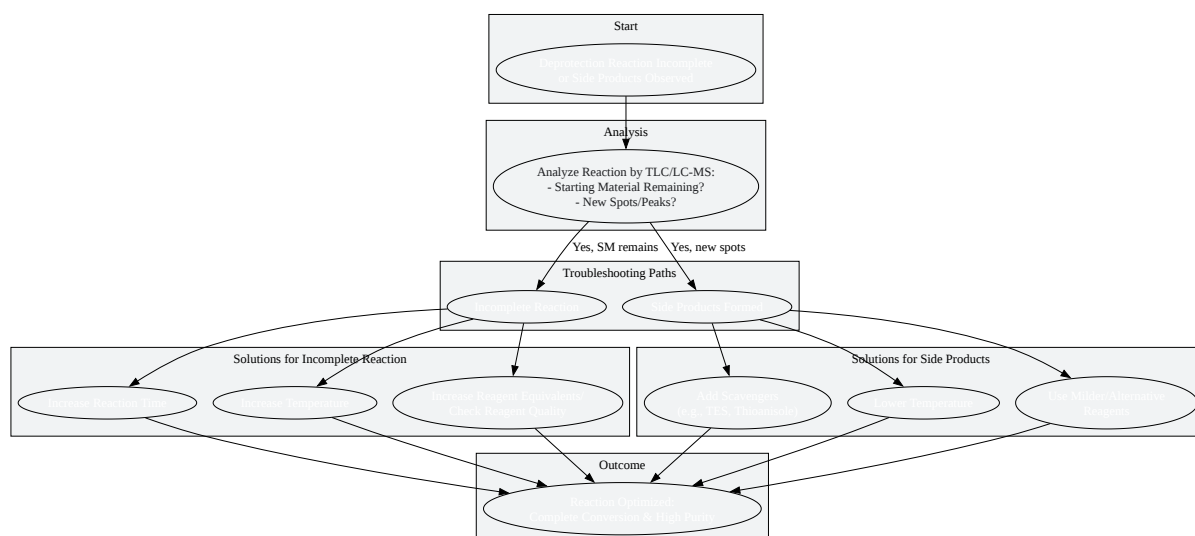 Start
Deprotection Reaction Incomplete
or Side Products Observed
Analysis
Analyze Reaction by TLC/LC-MS:
- Starting Material Remaining?
- New Spots/Peaks?
Yes, SM remains
Yes, new spots
Troubleshooting Paths
Incomplete Reaction
Side Products Formed
Solutions for Incomplete Reaction
Increase Reaction Time
Increase Temperature
Increase Reagent Equivalents/
Check Reagent Quality
Solutions for Side Products
Add Scavengers
(e.g., TES, Thioanisole)
Lower Temperature
Use Milder/Alternative
Reagents
Outcome
Reaction Optimized:
Complete Conversion & High Purity